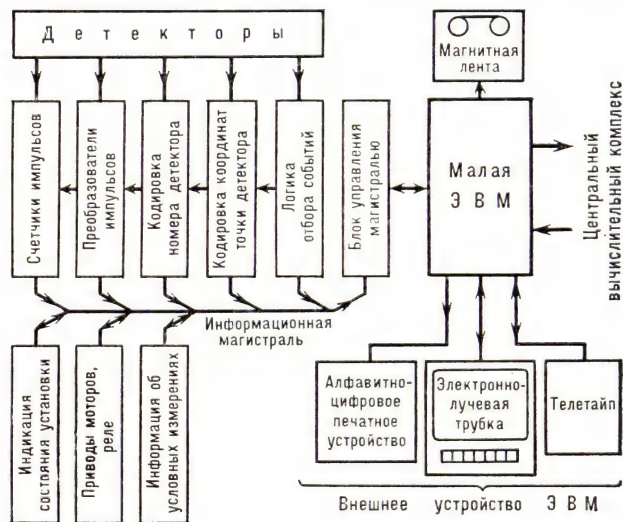 Детекторы
Магнитная
лента
Счетчики импульсов
Преобразователи
импульсов
Кодировка
номера детектора
Кодировка координат
точки детектора
Логика
отбора событий
Блок управления
магистралью
Малая
ЭВМ
Центральный
вычислительный комплекс
Информационная
магистраль
Индикация
состояния установки
Приводы моторов,
реле
Информация об
условных измерениях
Алфавитно-
цифровое
печатное
устройство
Электронно-
лучевая
трубка
Телетайп
Внешнее устройство ЭВМ